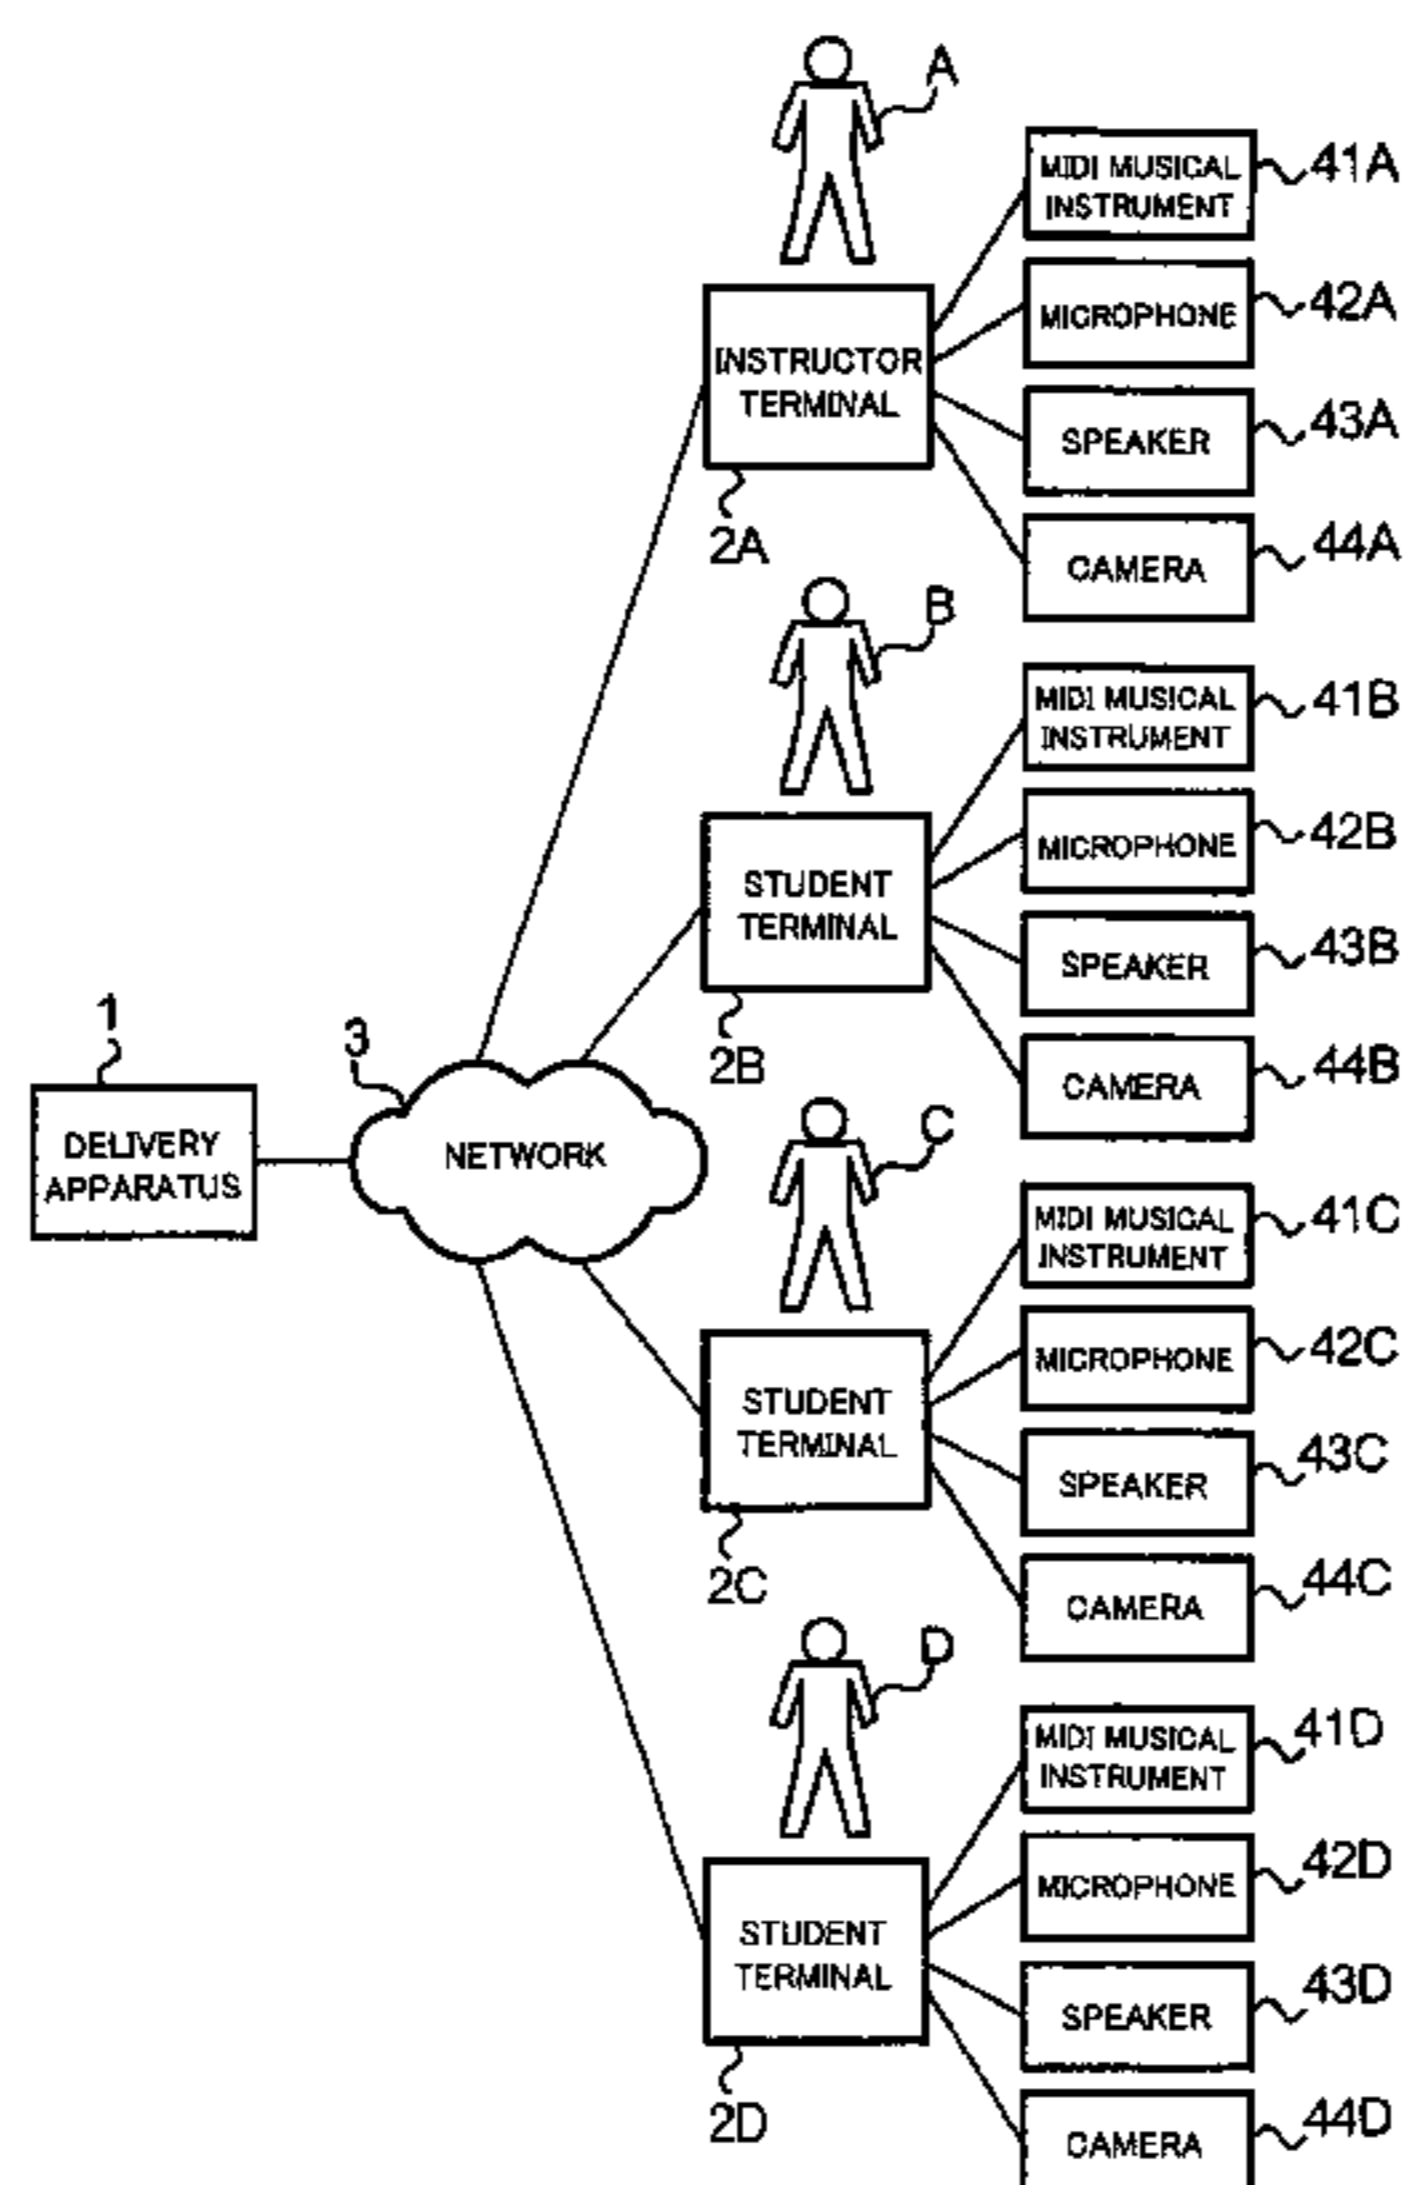 A
MIDI MUSICAL
INSTRUMENT
41A
MICROPHONE
42A
INSTRUCTOR
TERMINAL
SPEAKER
43A
2A
CAMERA
44A
B
MIDI MUSICAL
INSTRUMENT
41B
MICROPHONE
42B
STUDENT
TERMINAL
SPEAKER
43B
2B
CAMERA
44B
1
DELIVERY
APPARATUS
3
NETWORK
C
MIDI MUSICAL
INSTRUMENT
41C
MICROPHONE
42C
STUDENT
TERMINAL
SPEAKER
43C
2C
CAMERA
44C
D
MIDI MUSICAL
INSTRUMENT
41D
MICROPHONE
42D
STUDENT
TERMINAL
SPEAKER
43D
2D
CAMERA
44D